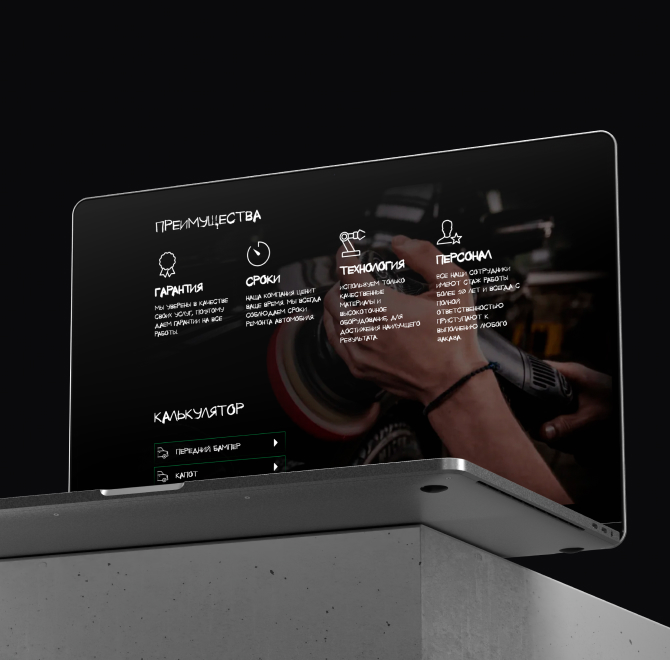 ПРЕИМУЩЕСТВА
ГАРАНТИЯ
МЫ УВЕРЕНЫ В КАЧЕСТВЕ
СВОИХ УСЛУГ, ПОЭТОМУ
ДАЕМ ГАРАНТИИ НА ВСЕ
РАБОТЫ.
СРОКИ
НАША КОМПАНИЯ ЦЕНИТ
ВАШЕ ВРЕМЯ. МЫ ВСЕГДА
СОБЛЮДАЕМ СРОКИ
РЕМОНТА АВТОМОБИЛЯ
ТЕХНОЛОГИЯ
ИСПОЛЬЗУЕМ ТОЛЬКО
КАЧЕСТВЕННЫЕ
МАТЕРИАЛЫ И
ВЫСОКОТОЧНОЕ
ОБОРУДОВАНИЕ, ДЛЯ
ДОСТИЖЕНИЯ НАИЛУЧШЕГО
РЕЗУЛЬТАТА
ПЕРСОНАЛ
ВСЕ НАШИ СОТРУДНИКИ
ИМЕЮТ СТАЖ РАБОТЫ
БОЛЕЕ ЛЕТ И ВСЕГДА С
ПОЛНОЙ
ОТВЕТСТВЕННОСТЬЮ
ПРИСТУПАЮТ К
ВЫПОЛНЕНИЮ ЛЮБОГО
ЗАКАЗА
КАЛЬКУЛЯТОР
ПЕРЕДНИЙ БАМПЕР
КАПОТ